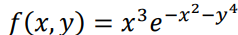 f(x, y) = x³e^{-x²-y⁴}